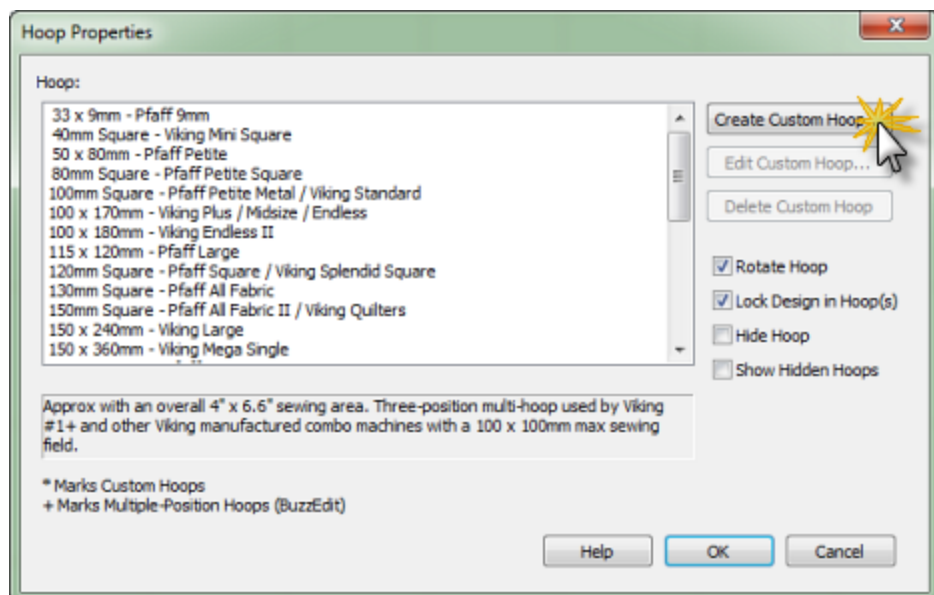 Hoop Properties
Hoop:
33 x 9mm - Pfaff 9mm
40mm Square - Viking Mini Square
50 x 80mm - Pfaff Petite
80mm Square - Pfaff Petite Square
100mm Square - Pfaff Petite Metal / Viking Standard
100 x 170mm - Viking Plus / Midsize / Endless
100 x 180mm - Viking Endless II
115 x 120mm - Pfaff Large
120mm Square - Pfaff Square / Viking Splendid Square
130mm Square - Pfaff All Fabric
150mm Square - Pfaff All Fabric II / Viking Quilters
150 x 240mm - Viking Large
150 x 360mm - Viking Mega Single
Create Custom Hoop
Edit Custom Hoop...
Delete Custom Hoop
Rotate Hoop
Lock Design in Hoop(s)
Hide Hoop
Show Hidden Hoops
Approx with an overall 4" x 6.6" sewing area. Three-position multi-hoop used by Viking
#1+ and other Viking manufactured combo machines with a 100 x 100mm max sewing
field.
* Marks Custom Hoops
+ Marks Multiple-Position Hoops (BuzzEdit)
Help
OK
Cancel